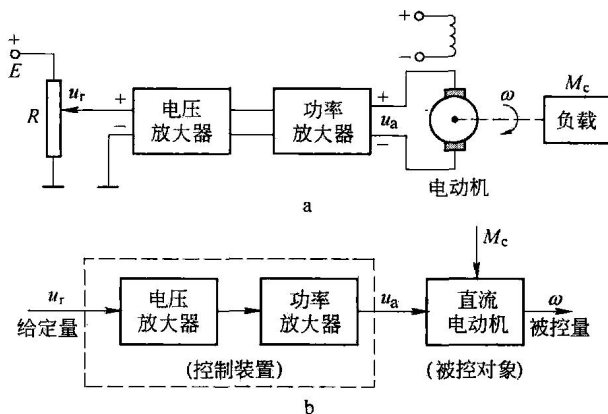 +
E
R
u_r
+
−
电压
放大器
功率
放大器
+
u_a
−
+
−
电动机
ω
M_c
负载
a
u_r
给定量
电压
放大器
功率
放大器
(控制装置)
u_a
M_c
直流
电动机
(被控对象)
ω
被控量
b